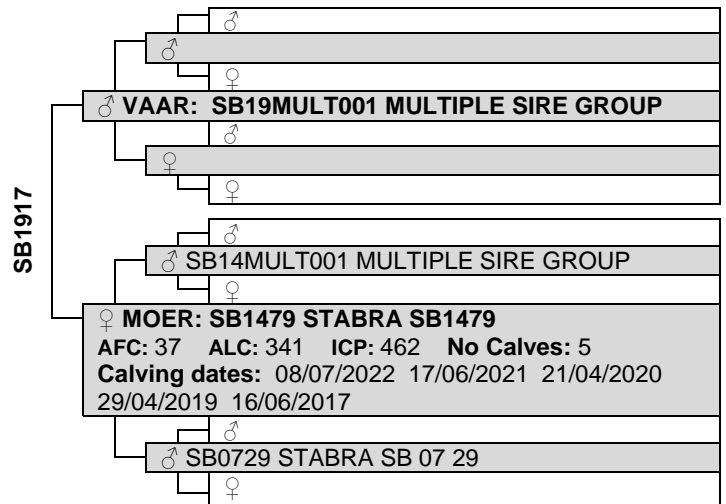 ♂
♂
♀
♂ VAAR: SB19MULT001 MULTIPLE SIRE GROUP
♂
♀
♀
SB1917
♂
♂ SB14MULT001 MULTIPLE SIRE GROUP
♀
♀ MOER: SB1479 STABRA SB1479
AFC: 37 ALC: 341 ICP: 462 No Calves: 5
Calving dates: 08/07/2022 17/06/2021 21/04/2020
29/04/2019 16/06/2017
♂
♂ SB0729 STABRA SB 07 29
♀